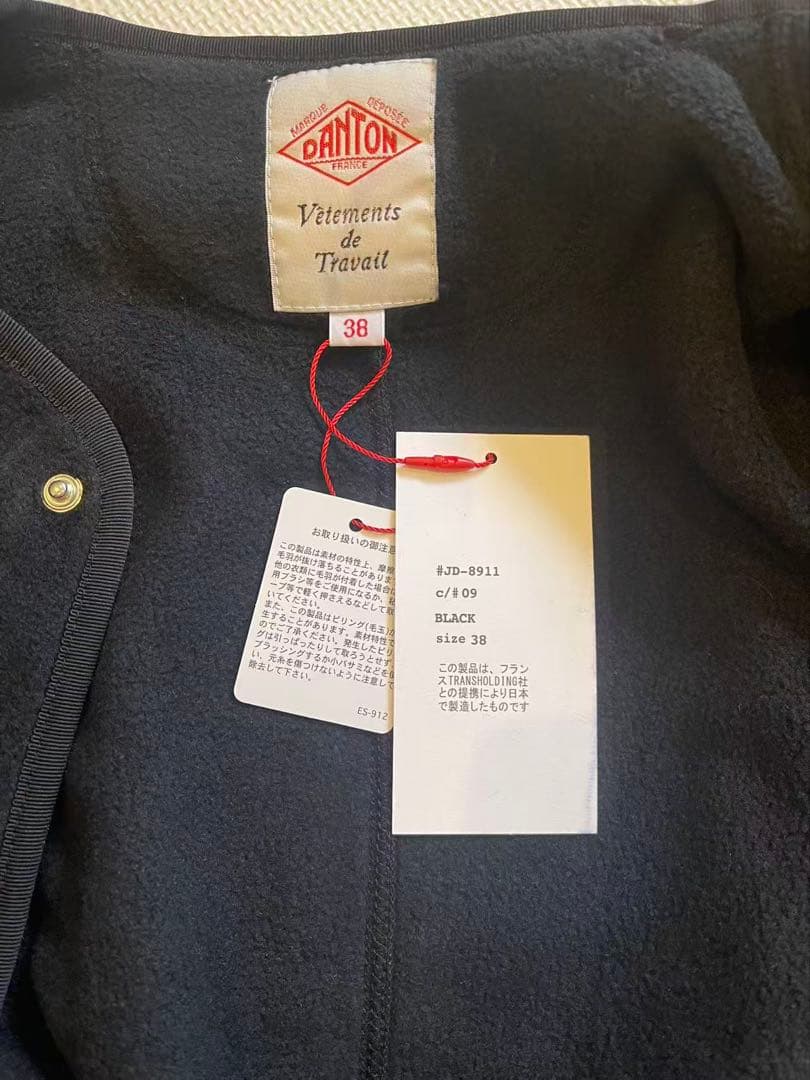 MARQUE DÉPOSÉE
DANTON
FRANCE
Vêtements
de
Travail
38
お取り扱いの御注意
この製品は素材の特性上、摩擦
毛羽が抜け落ちることがありま
他の衣類に毛羽が付着した場合
用ブラシ等をご使用になるか、粘
ープ等で軽く押さえるなどして取
いてください。
また、この製品はピリング(毛玉)が
生することがあります。素材特性で
のでご了承ください。発生したピリ
グは引っぱったりして取ろうとせず、
ブラッシングするか小バサミなどを
い、元糸を傷つけないように注意して
除去して下さい。
ES-912
#JD-8911
c/# 09
BLACK
size 38
この製品は、フラン
スTRANSHOLDING社
との提携により日本
で製造したものです